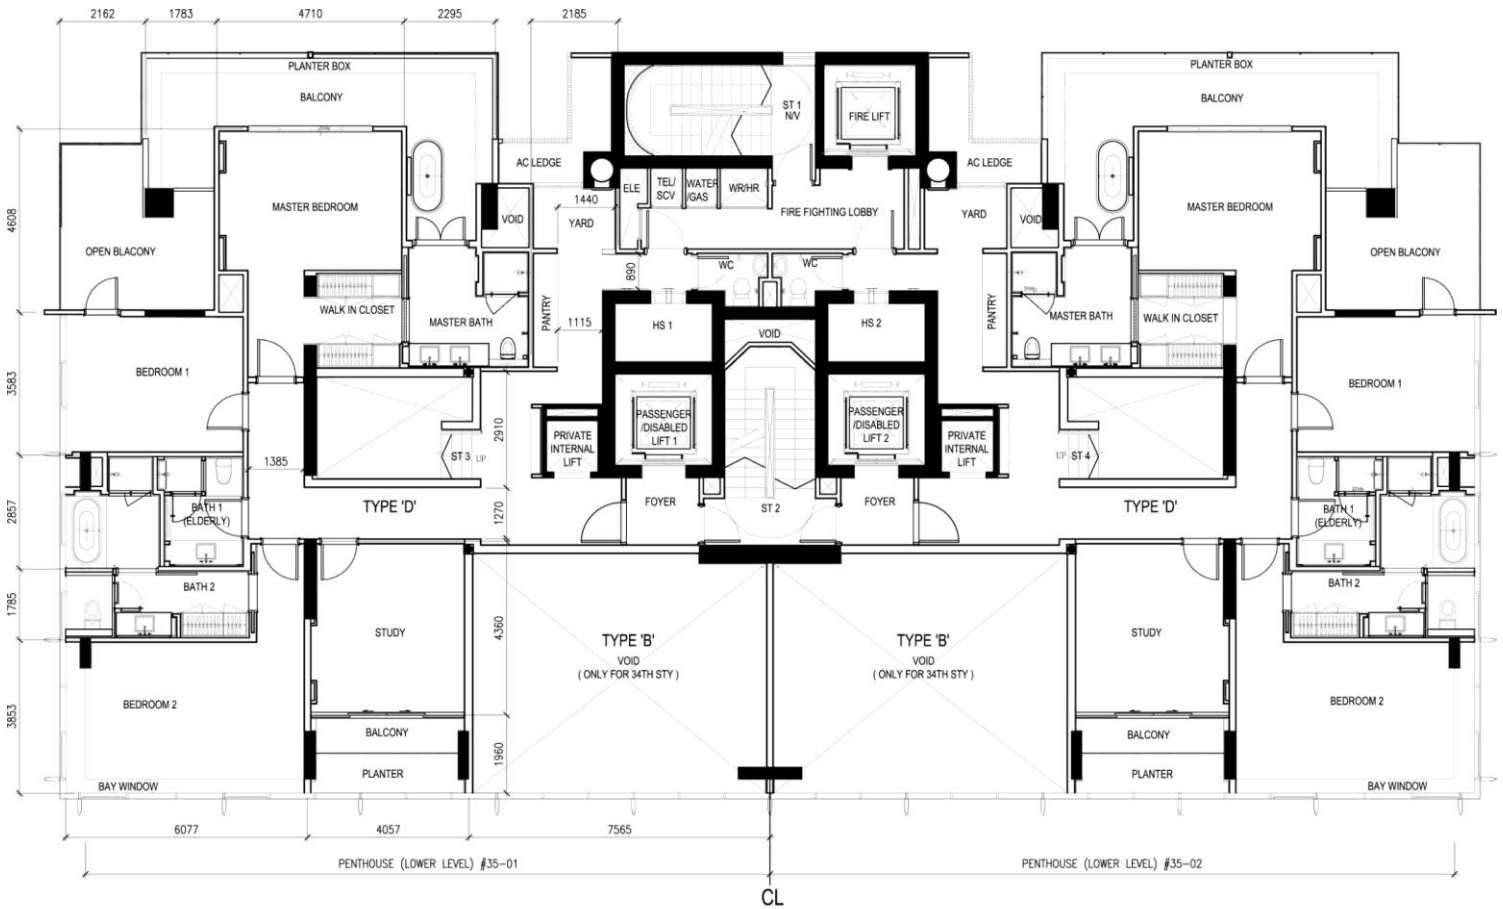 2162
1783
4710
2295
2185
PLANTER BOX
BALCONY
PLANTER BOX
BALCONY
ST 1
N/V
FIRE LIFT
AC LEDGE
AC LEDGE
ELE
TEL/
SCV
WATER
/GAS
WR/HR
1440
4608
MASTER BEDROOM
VOID
YARD
FIRE FIGHTING LOBBY
YARD
VOID
MASTER BEDROOM
OPEN BLACONY
OPEN BLACONY
890
WC
WC
WALK IN CLOSET
MASTER BATH
PANTRY
1115
HS 1
VOID
HS 2
PANTRY
MASTER BATH
WALK IN CLOSET
3583
BEDROOM 1
BEDROOM 1
PASSENGER
/DISABLED
LIFT 1
PASSENGER
/DISABLED
LIFT 2
2910
PRIVATE
INTERNAL
LIFT
PRIVATE
INTERNAL
LIFT
ST 3
UP
UP
ST 4
1385
2857
BATH 1
(ELDERLY)
TYPE 'D'
1270
FOYER
ST 2
FOYER
TYPE 'D'
BATH 1
(ELDERLY)
1785
BATH 2
BATH 2
STUDY
4360
TYPE 'B'
VOID
( ONLY FOR 34TH STY )
TYPE 'B'
VOID
( ONLY FOR 34TH STY )
STUDY
3853
BEDROOM 2
BEDROOM 2
BALCONY
BALCONY
1960
PLANTER
PLANTER
BAY WINDOW
BAY WINDOW
6077
4057
7565
PENTHOUSE (LOWER LEVEL) #35-01
PENTHOUSE (LOWER LEVEL) #35-02
CL